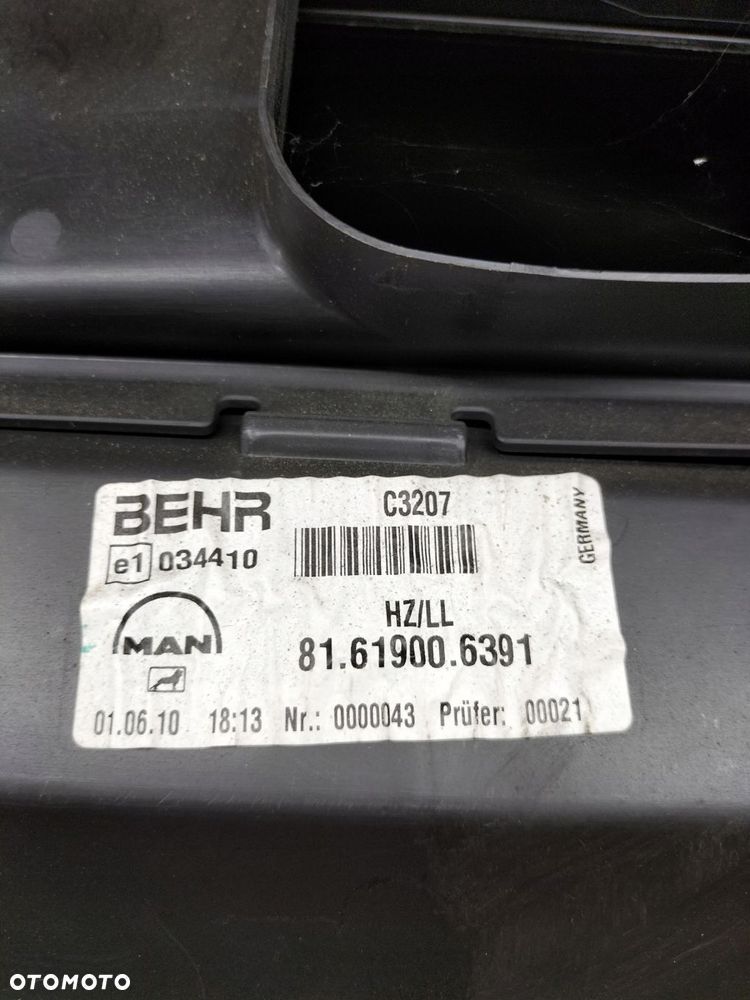 BEHR C3207
e1 034410
GERMANY
HZ/LL
MAN 81.61900.6391
01.06.10 18:13 Nr.: 0000043 Prüfer: 00021
OTOMOTO